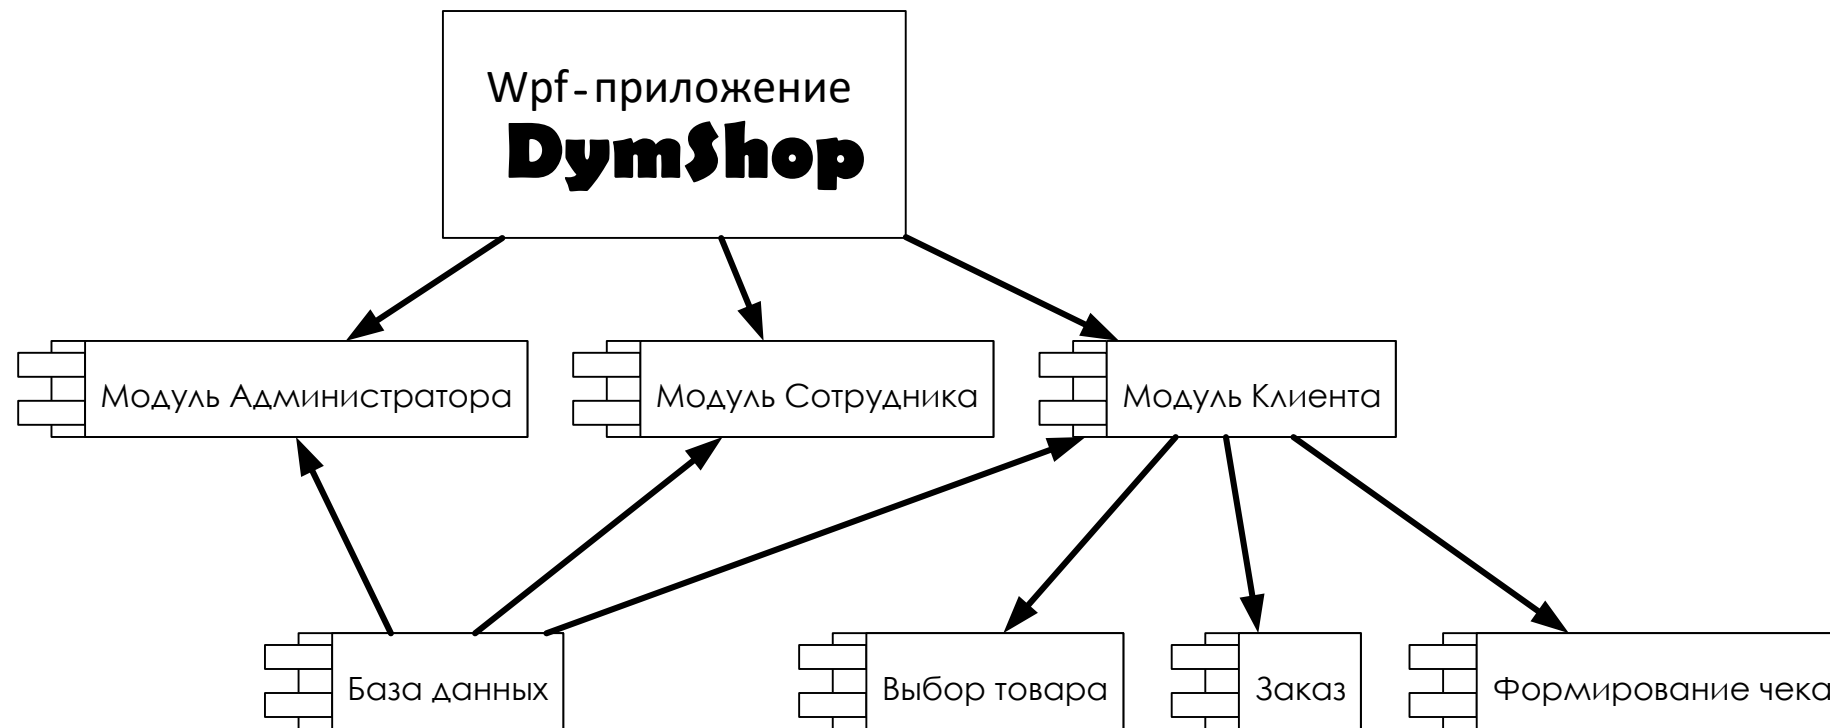 Wpf-приложение
DymShop
Модуль Администратора
Модуль Сотрудника
Модуль Клиента
База данных
Выбор товара
Заказ
Формирование чека